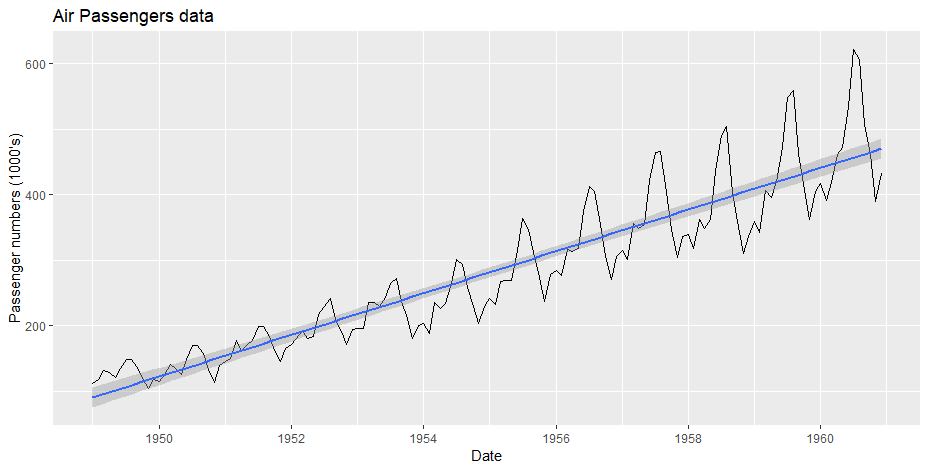 Air Passengers data
Passenger numbers (1000's)
600
400
200
1950 1952 1954 1956 1958 1960
Date